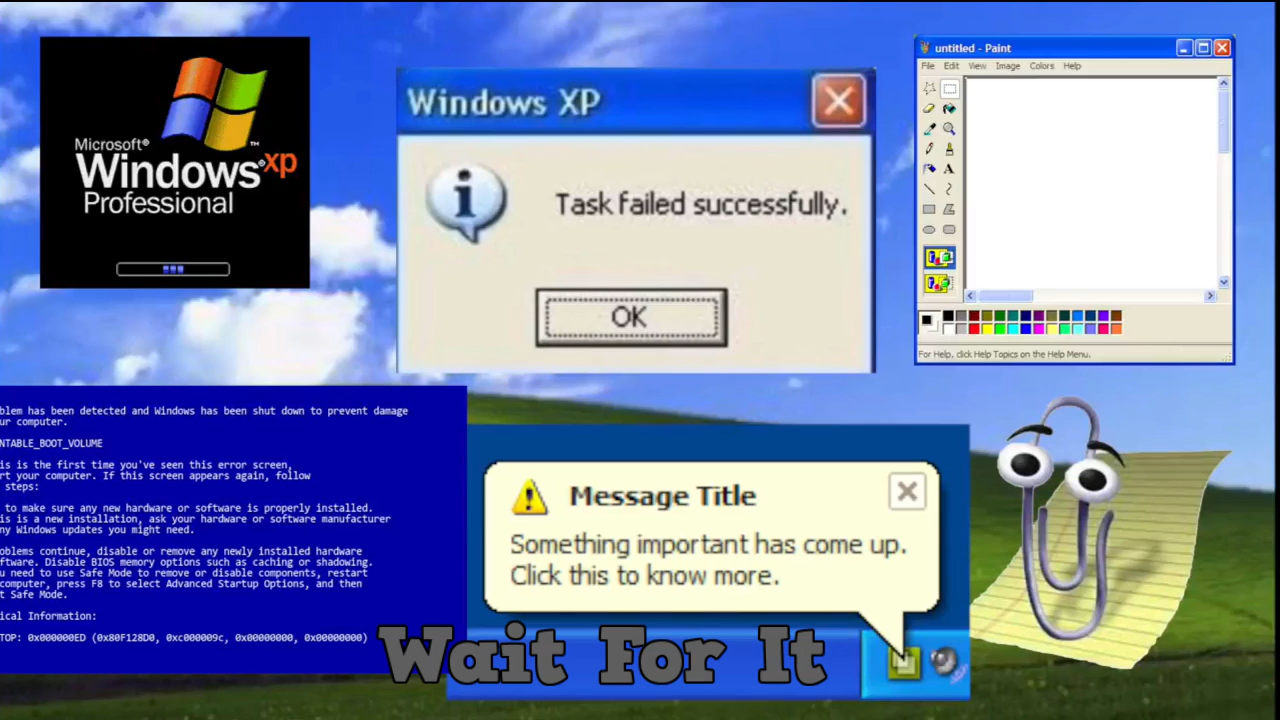 Microsoft®
Windows® xp ™
Professional
Windows XP
Task failed successfully.
OK
untitled - Paint
File Edit View Image Colors Help
A
For Help, click Help Topics on the Help Menu.
blem has been detected and Windows has been shut down to prevent damage
ur computer.
NTABLE_BOOT_VOLUME
is is the first time you've seen this error screen,
rt your computer. If this screen appears again, follow
steps:
to make sure any new hardware or software is properly installed.
his is a new installation, ask your hardware or software manufacturer
ny Windows updates you might need.
oblems continue, disable or remove any newly installed hardware
ftware. Disable BIOS memory options such as caching or shadowing.
u need to use Safe Mode to remove or disable components, restart
computer, press F8 to select Advanced Startup Options, and then
t Safe Mode.
ical Information:
TOP: 0x000000ED (0x80F128D0, 0xc000009c, 0x00000000, 0x00000000)
Message Title
Something important has come up.
Click this to know more.
Wait For It